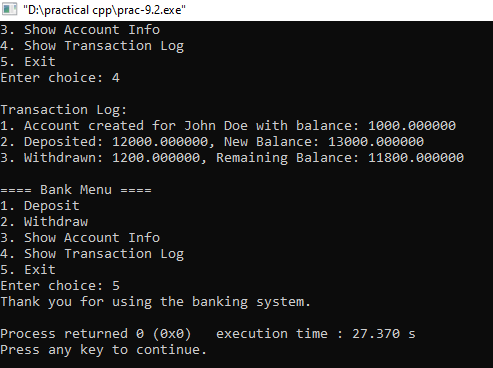 "D:\practical cpp\prac-9.2.exe"
3. Show Account Info
4. Show Transaction Log
5. Exit
Enter choice: 4
Transaction Log:
1. Account created for John Doe with balance: 1000.000000
2. Deposited: 12000.000000, New Balance: 13000.000000
3. Withdrawn: 1200.000000, Remaining Balance: 11800.000000
==== Bank Menu ====
1. Deposit
2. Withdraw
3. Show Account Info
4. Show Transaction Log
5. Exit
Enter choice: 5
Thank you for using the banking system.
Process returned 0 (0x0)   execution time : 27.370 s
Press any key to continue.